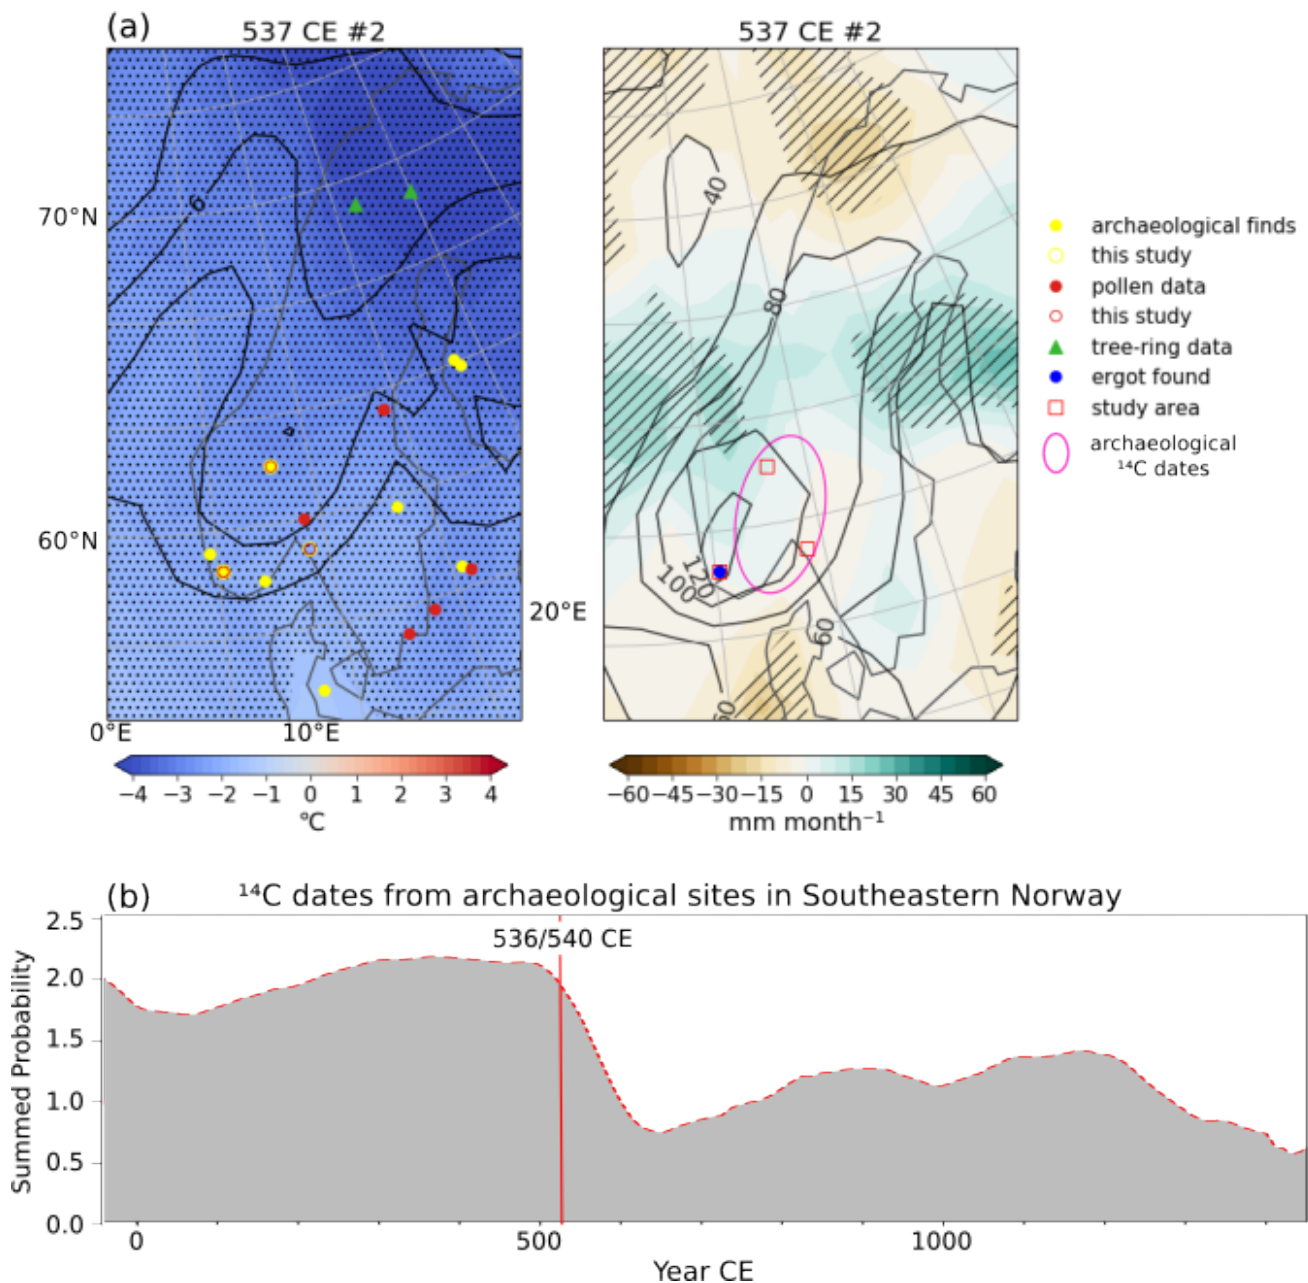 (a)
537 CE #2
537 CE #2
70°N
60°N
20°E
0°E
10°E
6
40
80
120
100
60
60
archaeological finds
this study
pollen data
this study
tree-ring data
ergot found
study area
archaeological
¹⁴C dates
−4 −3 −2 −1 0 1 2 3 4
°C
−60 −45 −30 −15 0 15 30 45 60
mm month⁻¹
(b)
¹⁴C dates from archaeological sites in Southeastern Norway
536/540 CE
Summed Probability
2.5
2.0
1.5
1.0
0.5
0.0
0 500 1000
Year CE